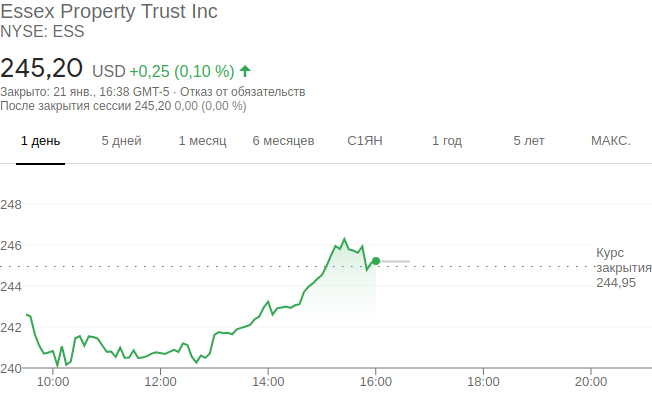 Essex Property Trust Inc
NYSE: ESS
245,20 USD +0,25 (0,10 %)
Закрыто: 21 янв., 16:38 GMT-5 · Отказ от обязательств
После закрытия сессии 245,20 0,00 (0,00 %)
1 день 5 дней 1 месяц 6 месяцев С1ЯН 1 год 5 лет МАКС.
248
246
Курс
закрытия
244,95
244
242
240
10:00 12:00 14:00 16:00 18:00 20:00